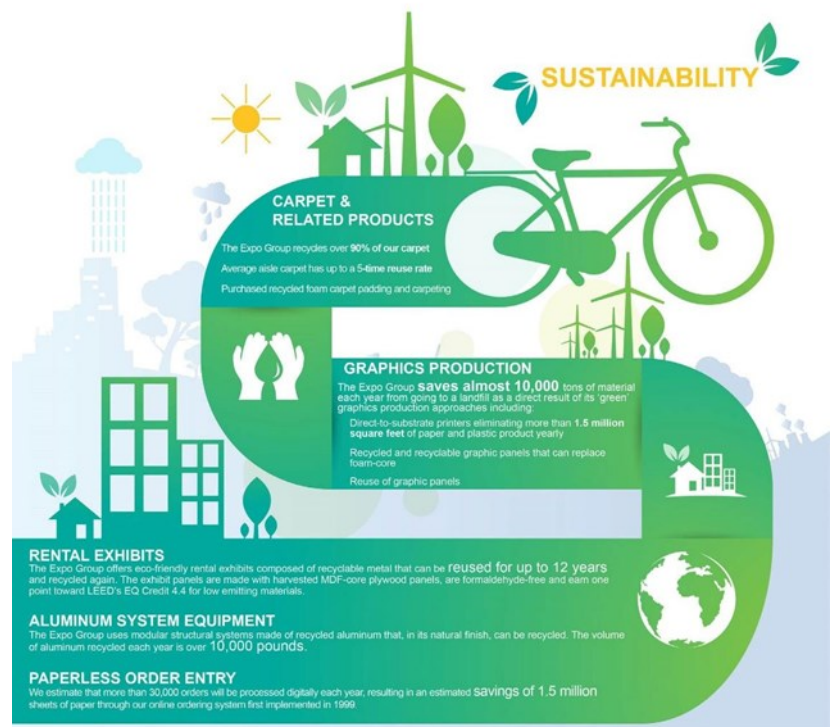 SUSTAINABILITY
CARPET &
RELATED PRODUCTS
The Expo Group recycles over 90% of our carpet
Average aisle carpet has up to a 5-time reuse rate
Purchased recycled foam carpet padding and carpeting
GRAPHICS PRODUCTION
The Expo Group saves almost 10,000 tons of material
each year from going to a landfill as a direct result of its 'green'
graphics production approaches including:
Direct-to-substrate printers eliminating more than 1.5 million
square feet of paper and plastic product yearly
Recycled and recyclable graphic panels that can replace
foam-core
Reuse of graphic panels
RENTAL EXHIBITS
The Expo Group offers eco-friendly rental exhibits composed of recyclable metal that can be reused for up to 12 years
and recycled again. The exhibit panels are made with harvested MDF-core plywood panels, are formaldehyde-free and earn one
point toward LEED's EQ Credit 4.4 for low emitting materials.
ALUMINUM SYSTEM EQUIPMENT
The Expo Group uses modular structural systems made of recycled aluminum that, in its natural finish, can be recycled. The volume
of aluminum recycled each year is over 10,000 pounds.
PAPERLESS ORDER ENTRY
We estimate that more than 30,000 orders will be processed digitally each year, resulting in an estimated savings of 1.5 million
sheets of paper through our online ordering system first implemented in 1999.